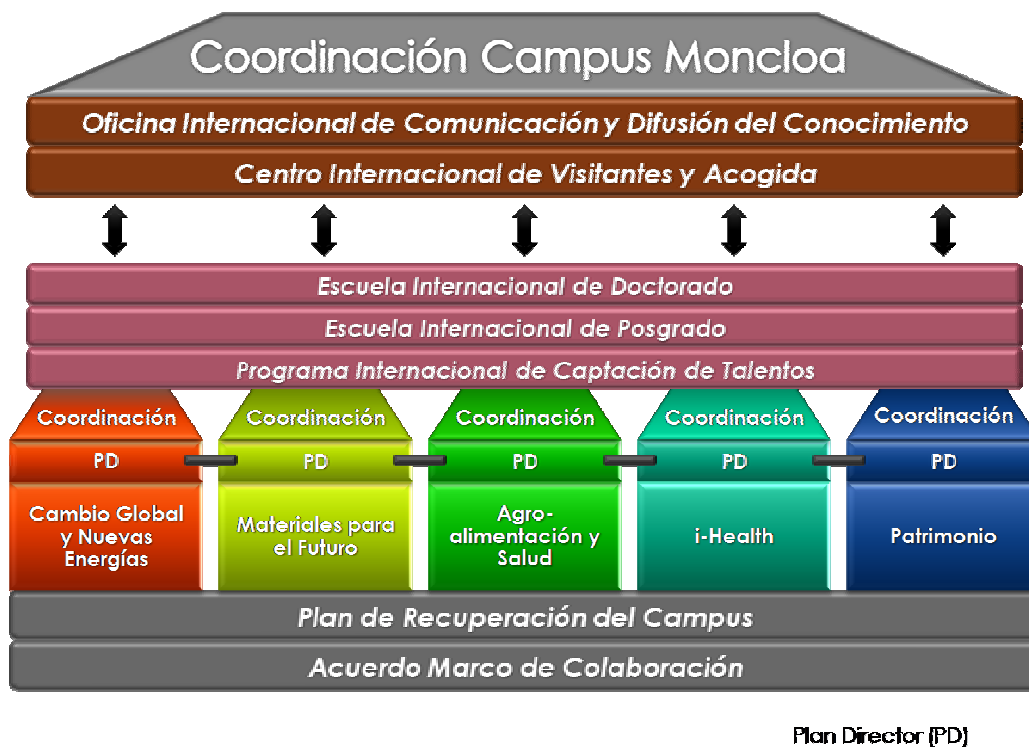 Coordinación Campus Moncloa
Oficina Internacional de Comunicación y Difusión del Conocimiento
Centro Internacional de Visitantes y Acogida
Escuela Internacional de Doctorado
Escuela Internacional de Posgrado
Programa Internacional de Captación de Talentos
Coordinación
PD
Cambio Global
y Nuevas
Energías
Coordinación
PD
Materiales para
el Futuro
Coordinación
PD
Agro-
alimentación y
Salud
Coordinación
PD
i-Health
Coordinación
PD
Patrimonio
Plan de Recuperación del Campus
Acuerdo Marco de Colaboración
Plan Director (PD)